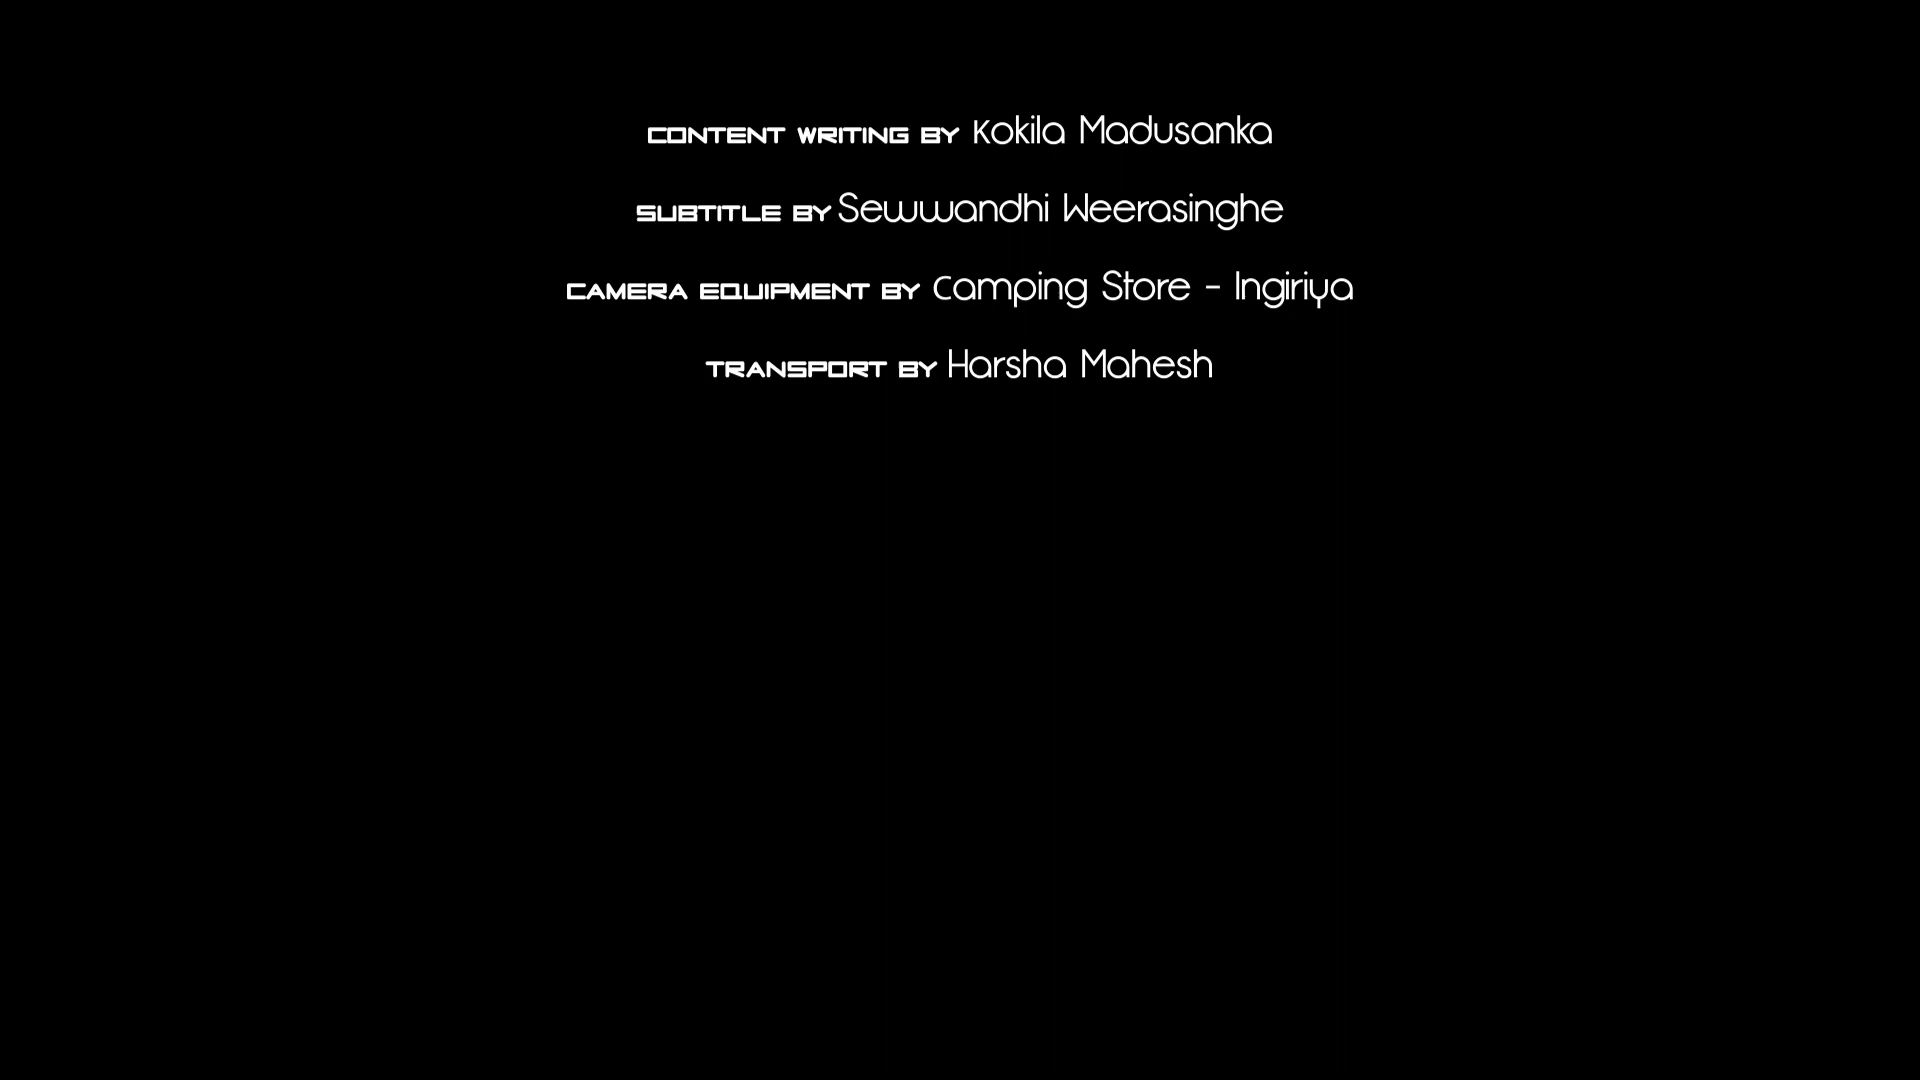 CONTENT WRITING BY Kokila Madusanka
SUBTITLE BY Sewwandhi Weerasinghe
CAMERA EQUIPMENT BY Camping Store - Ingiriya
TRANSPORT BY Harsha Mahesh